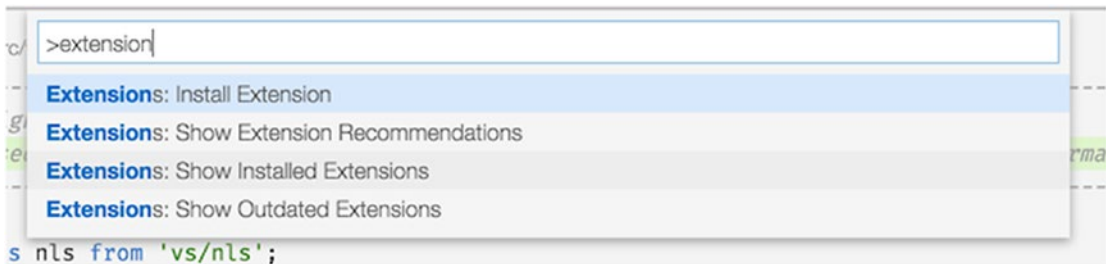 >extension
Extensions: Install Extension
Extensions: Show Extension Recommendations
Extensions: Show Installed Extensions
Extensions: Show Outdated Extensions
s nls from 'vs/nls';